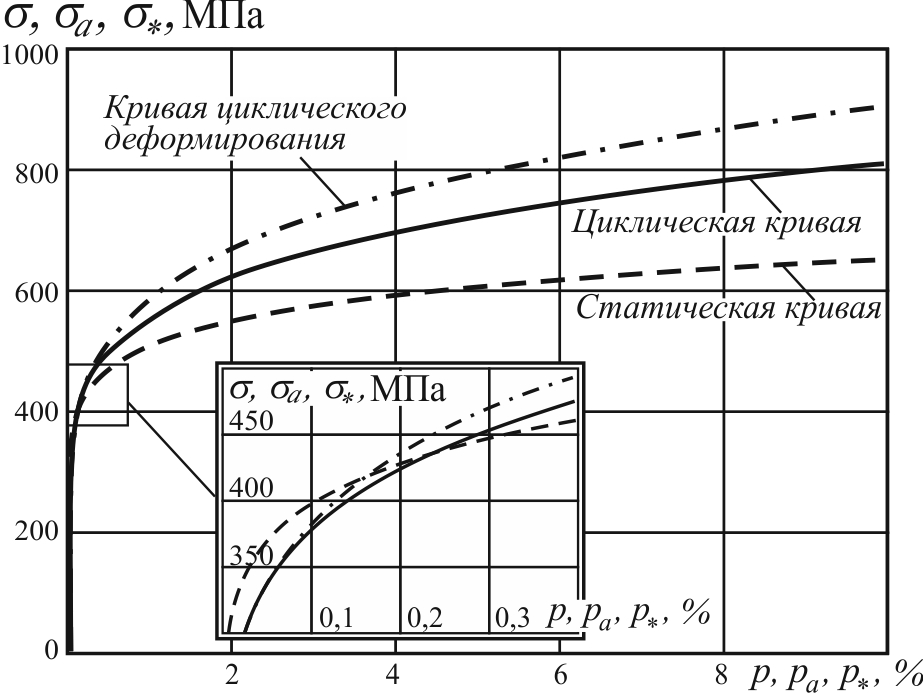 σ, σₐ, σ*, МПа
1000
Кривая циклического
деформирования
800
Циклическая кривая
600
Статическая кривая
σ, σₐ, σ*, МПа
450
400
400
350
200
0,1 0,2 0,3 p, pₐ, p*, %
0
2 4 6 8 p, pₐ, p*, %